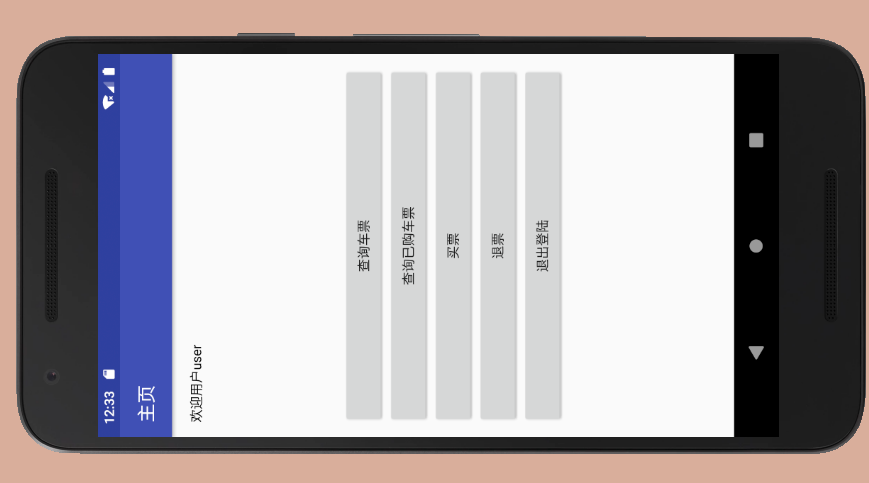 12:33
主页
欢迎用户user
查询车票
查询已购车票
买票
退票
退出登陆